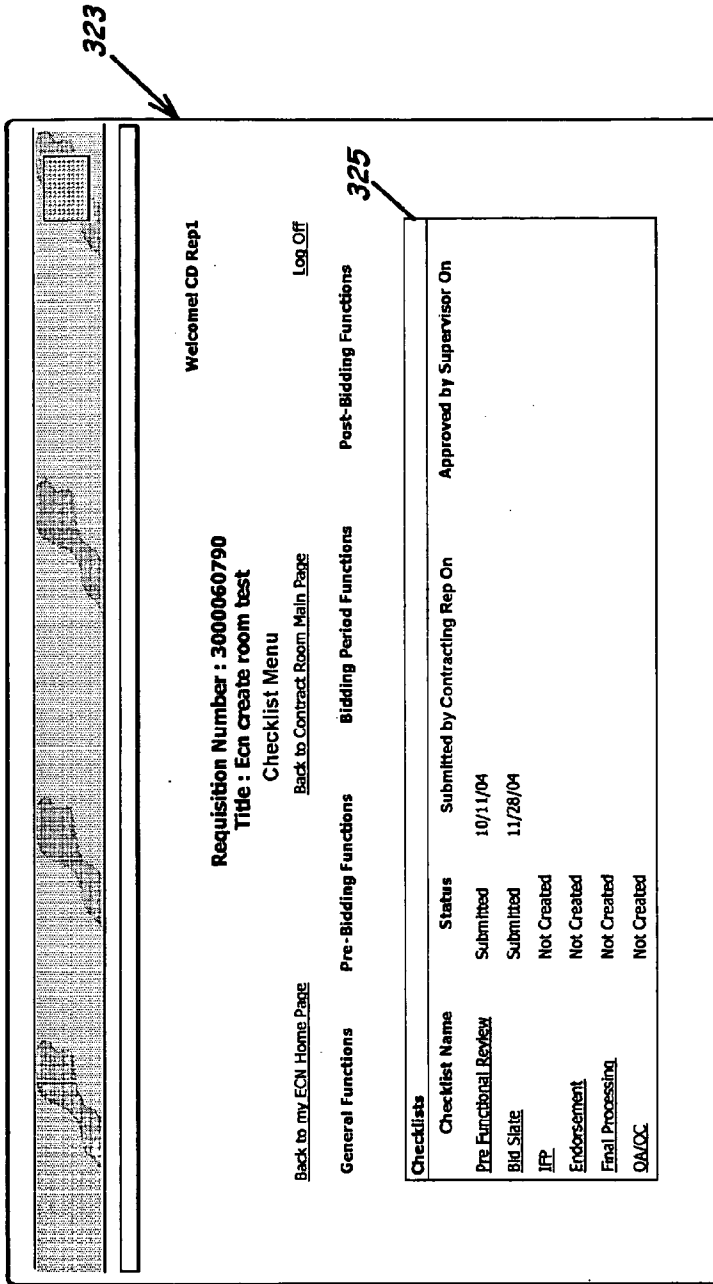 323
Welcome! CD Rep1
Requisition Number : 3000060790
Title : Ecn create room test
Checklist Menu
Back to my ECN Home Page Back to Contract Room Main Page Log Off
General Functions Pre-Bidding Functions Bidding Period Functions Post-Bidding Functions
325
Checklists
Checklist Name Status Submitted by Contracting Rep On Approved by Supervisor On
Pre Functional Review Submitted 10/11/04
Bid Slate Submitted 11/28/04
IFP Not Created
Endorsement Not Created
Final Processing Not Created
QA/QC Not Created